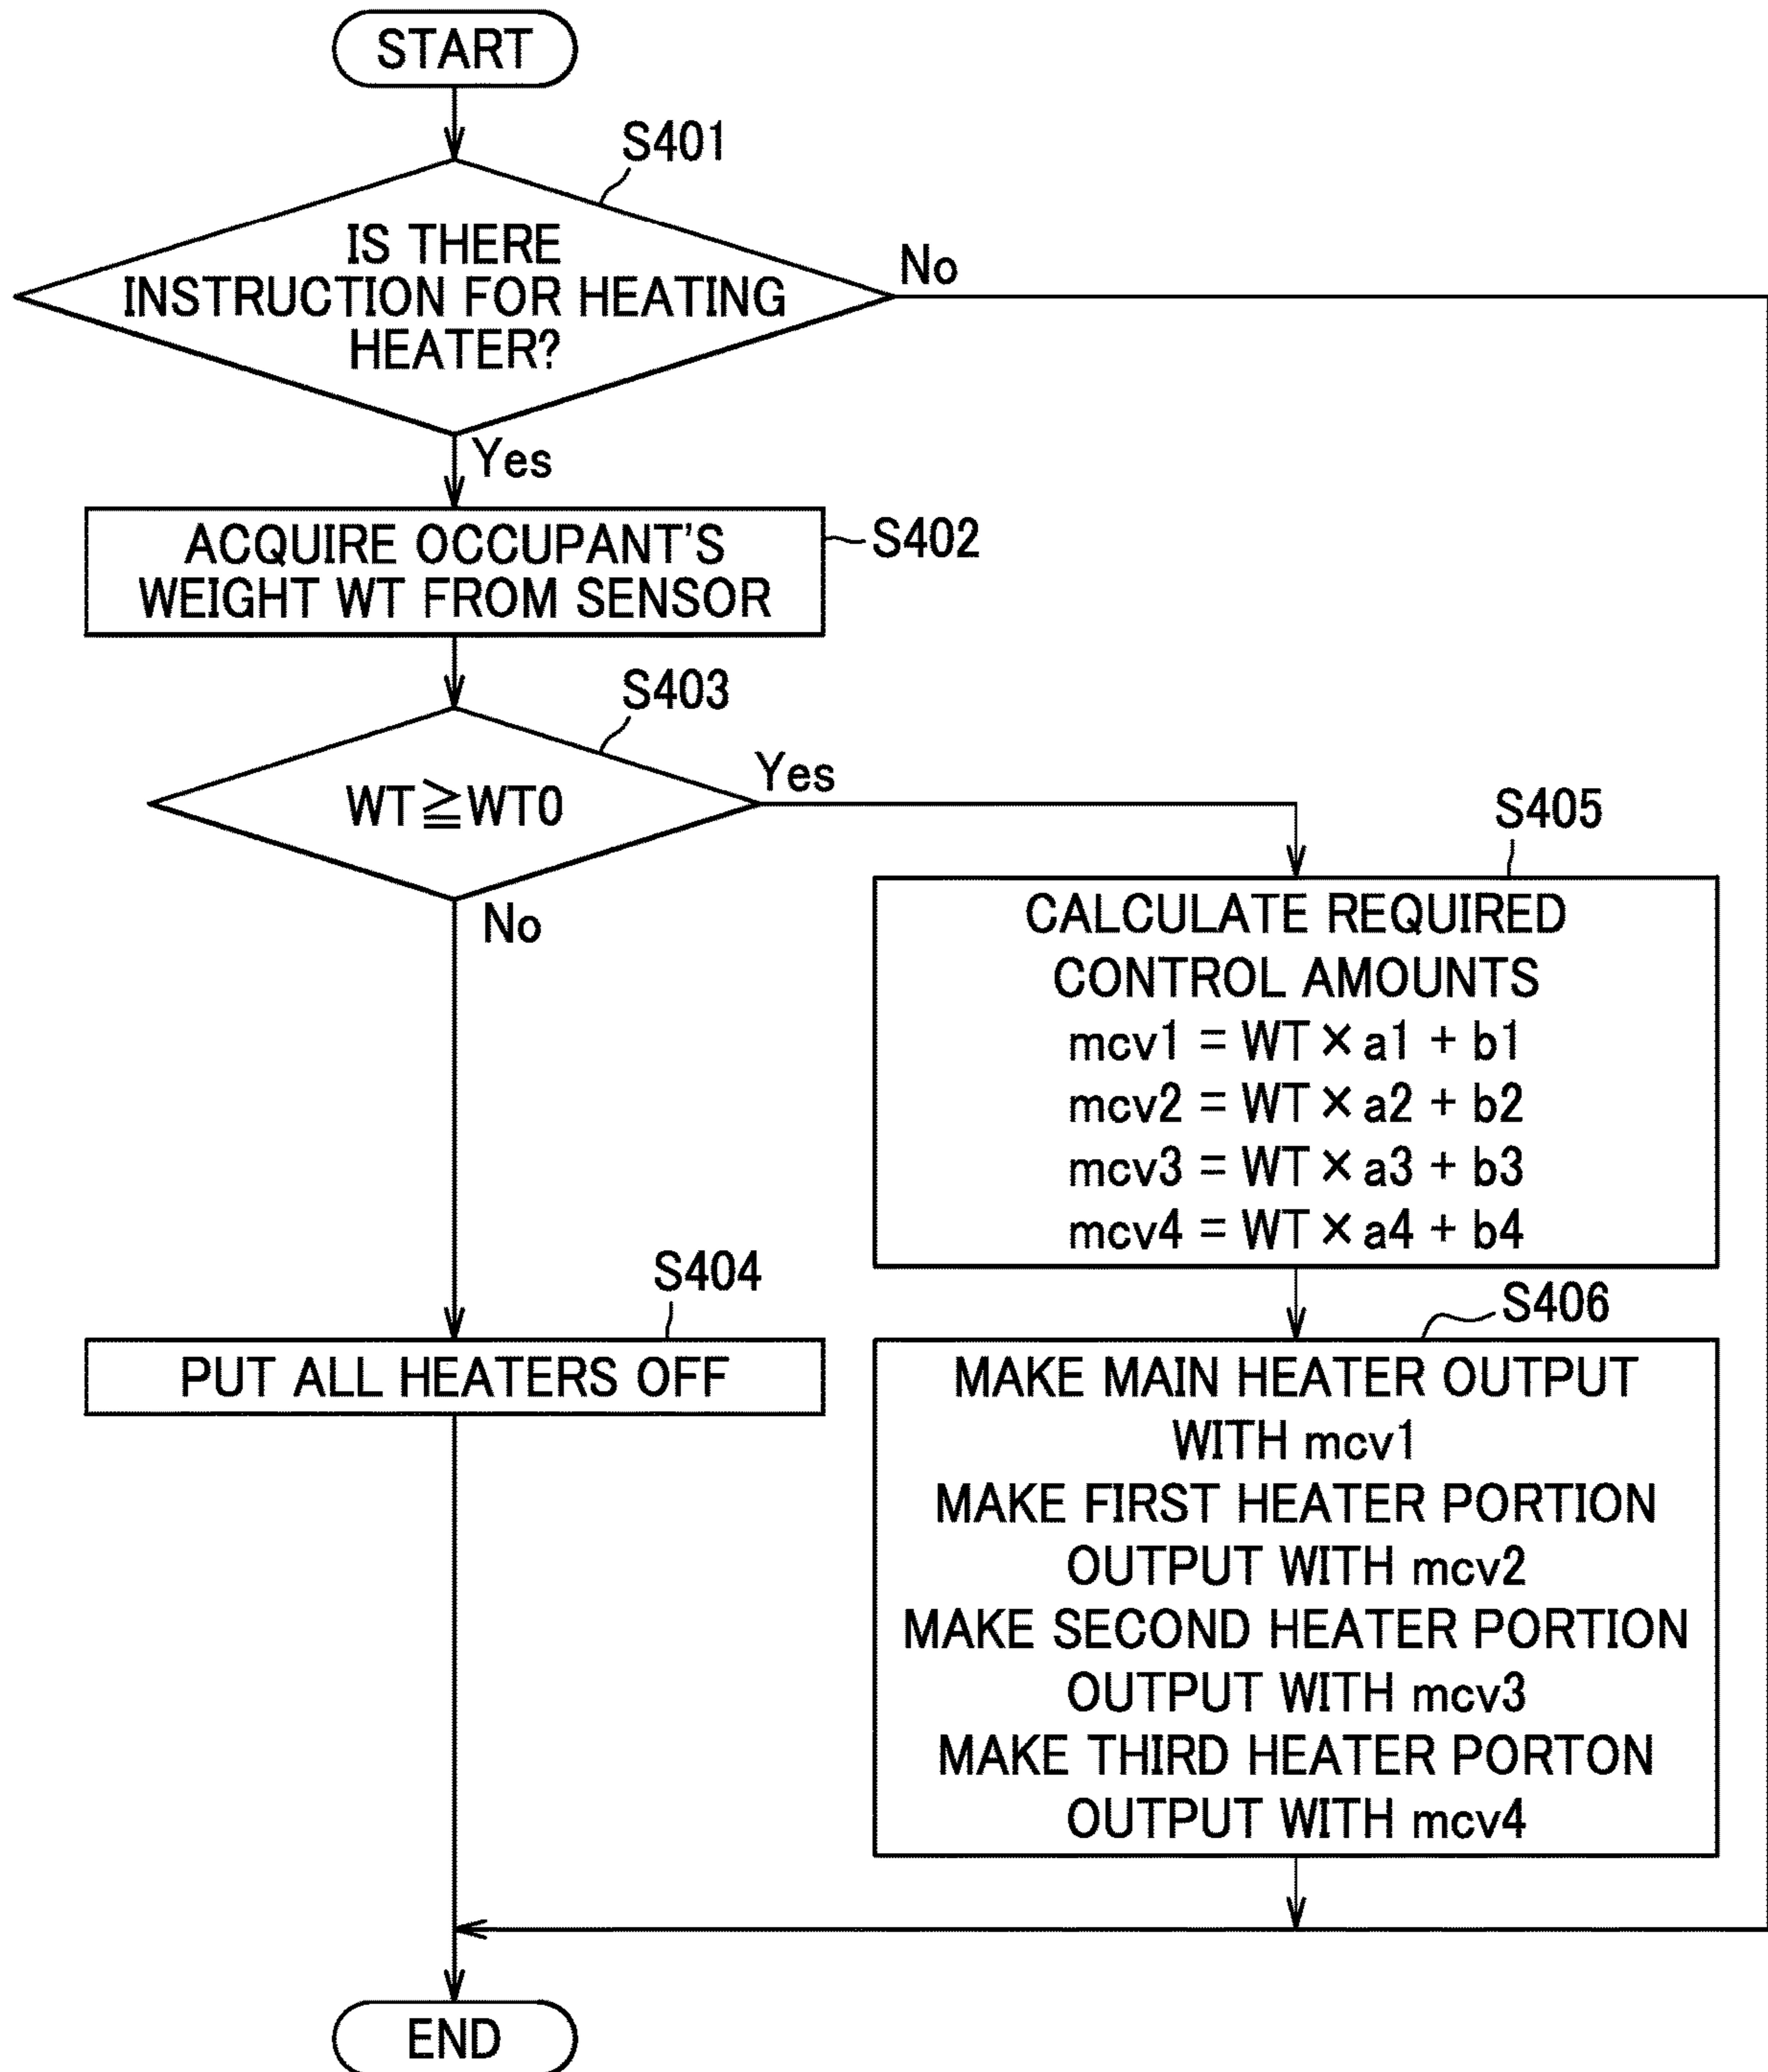 START
S401
IS THERE
INSTRUCTION FOR HEATING
HEATER?
No
Yes
ACQUIRE OCCUPANT'S
WEIGHT WT FROM SENSOR
S402
S403
WT≧WT0
Yes
No
S405
CALCULATE REQUIRED
CONTROL AMOUNTS
mcv1 = WT × a1 + b1
mcv2 = WT × a2 + b2
mcv3 = WT × a3 + b3
mcv4 = WT × a4 + b4
S404
PUT ALL HEATERS OFF
S406
MAKE MAIN HEATER OUTPUT
WITH mcv1
MAKE FIRST HEATER PORTION
OUTPUT WITH mcv2
MAKE SECOND HEATER PORTION
OUTPUT WITH mcv3
MAKE THIRD HEATER PORTON
OUTPUT WITH mcv4
END